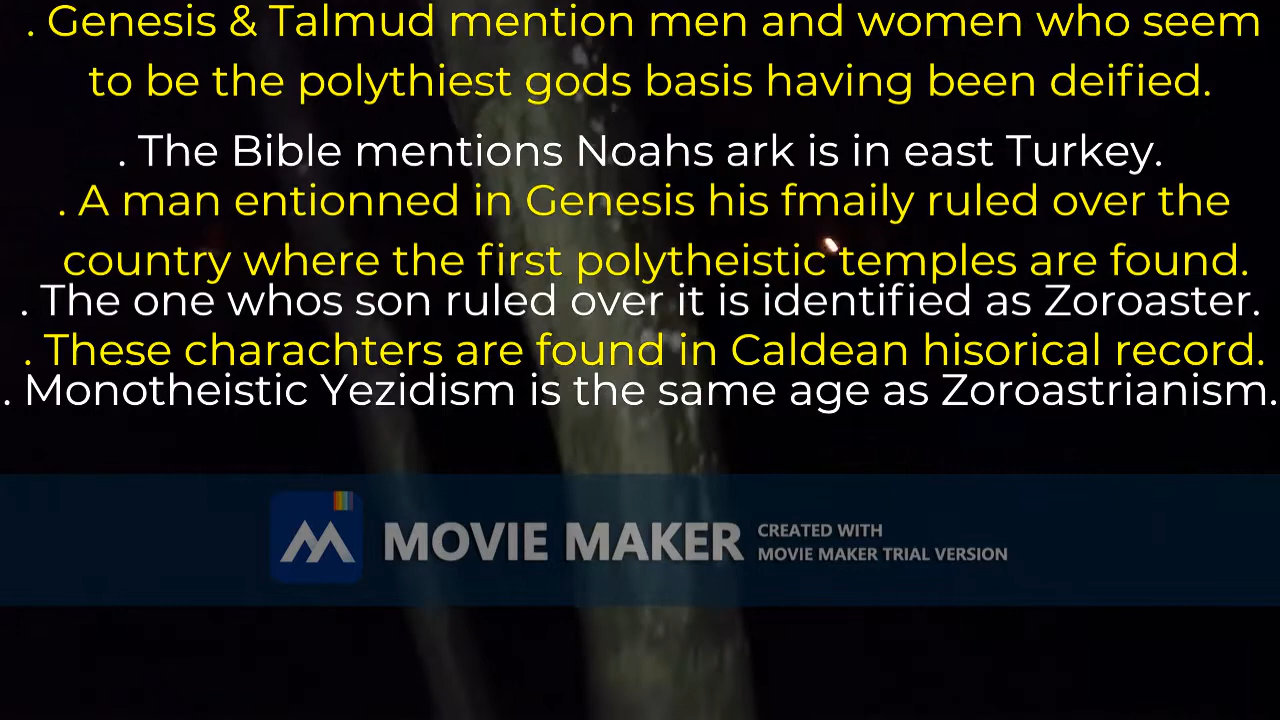 . Genesis & Talmud mention men and women who seem
to be the polythiest gods basis having been deified.
. The Bible mentions Noahs ark is in east Turkey.
. A man entionned in Genesis his fmaily ruled over the
country where the first polytheistic temples are found.
. The one whos son ruled over it is identified as Zoroaster.
. These charachters are found in Caldean hisorical record.
. Monotheistic Yezidism is the same age as Zoroastrianism.
MOVIE MAKER
CREATED WITH
MOVIE MAKER TRIAL VERSION